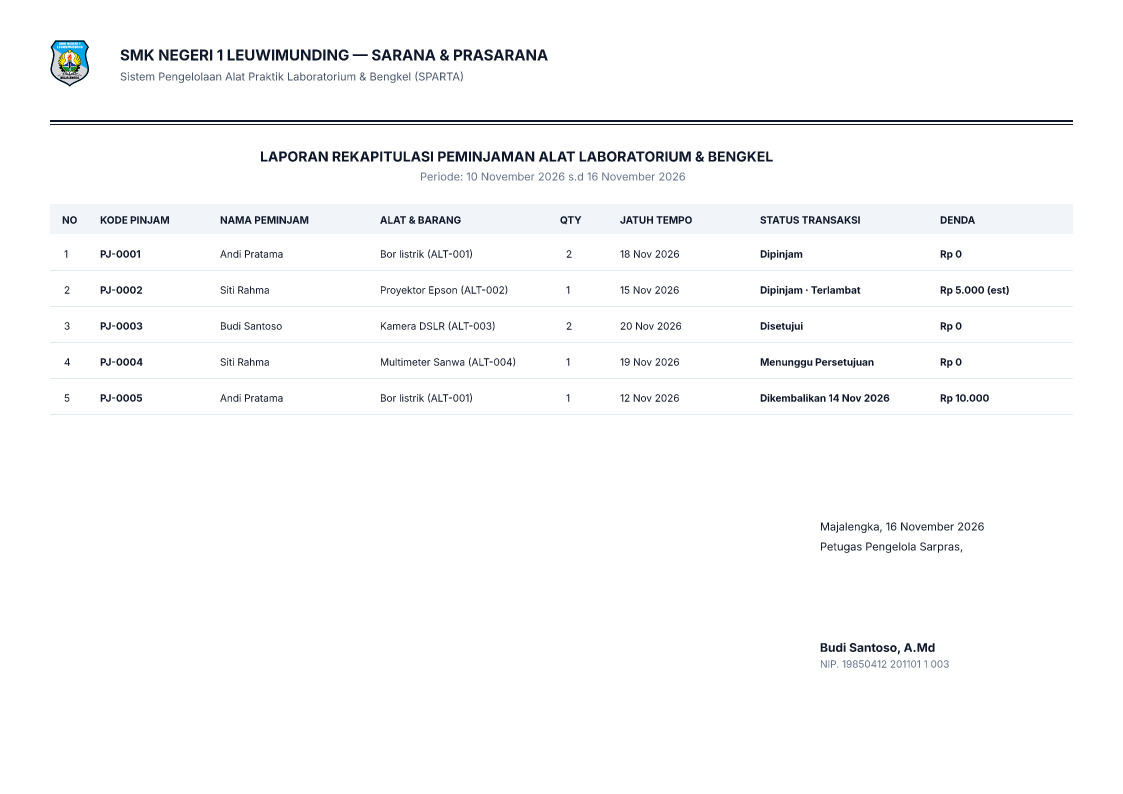 SMK NEGERI 1 LEUWIMUNDING
SMK NEGERI 1 LEUWIMUNDING — SARANA & PRASARANA
Sistem Pengelolaan Alat Praktik Laboratorium & Bengkel (SPARTA)
LAPORAN REKAPITULASI PEMINJAMAN ALAT LABORATORIUM & BENGKEL
Periode: 10 November 2026 s.d 16 November 2026
NO KODE PINJAM NAMA PEMINJAM ALAT & BARANG QTY JATUH TEMPO STATUS TRANSAKSI DENDA
1 PJ-0001 Andi Pratama Bor listrik (ALT-001) 2 18 Nov 2026 Dipinjam Rp 0
2 PJ-0002 Siti Rahma Proyektor Epson (ALT-002) 1 15 Nov 2026 Dipinjam · Terlambat Rp 5.000 (est)
3 PJ-0003 Budi Santoso Kamera DSLR (ALT-003) 2 20 Nov 2026 Disetujui Rp 0
4 PJ-0004 Siti Rahma Multimeter Sanwa (ALT-004) 1 19 Nov 2026 Menunggu Persetujuan Rp 0
5 PJ-0005 Andi Pratama Bor listrik (ALT-001) 1 12 Nov 2026 Dikembalikan 14 Nov 2026 Rp 10.000
Majalengka, 16 November 2026
Petugas Pengelola Sarpras,
Budi Santoso, A.Md
NIP. 19850412 201101 1 003